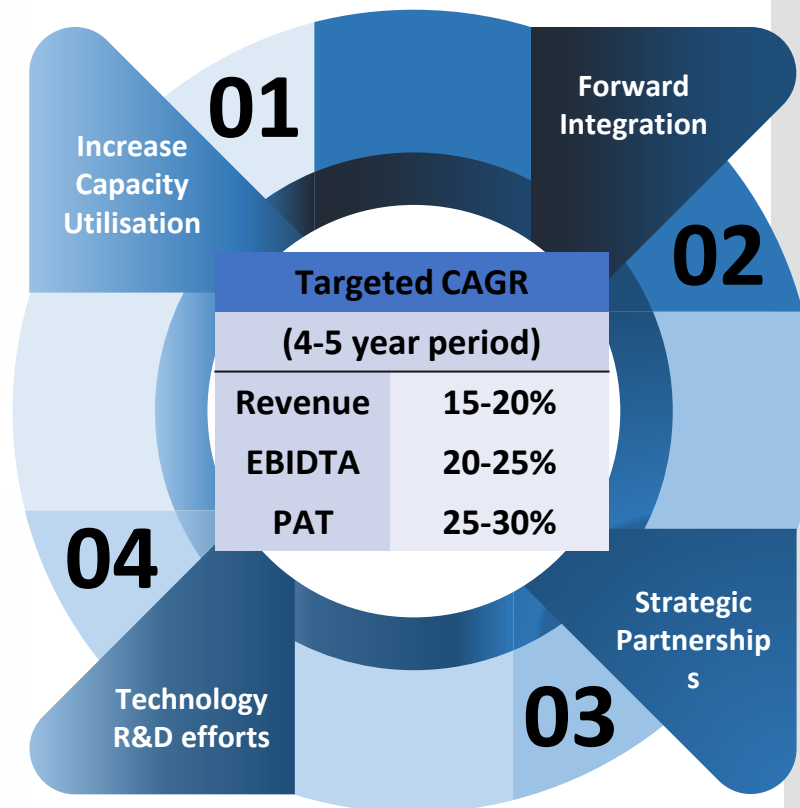 01
Increase
Capacity
Utilisation
Forward
Integration
02
Targeted CAGR
(4-5 year period)
Revenue 15-20%
EBIDTA 20-25%
PAT 25-30%
04
Technology
R&D efforts
03
Strategic
Partnership
s